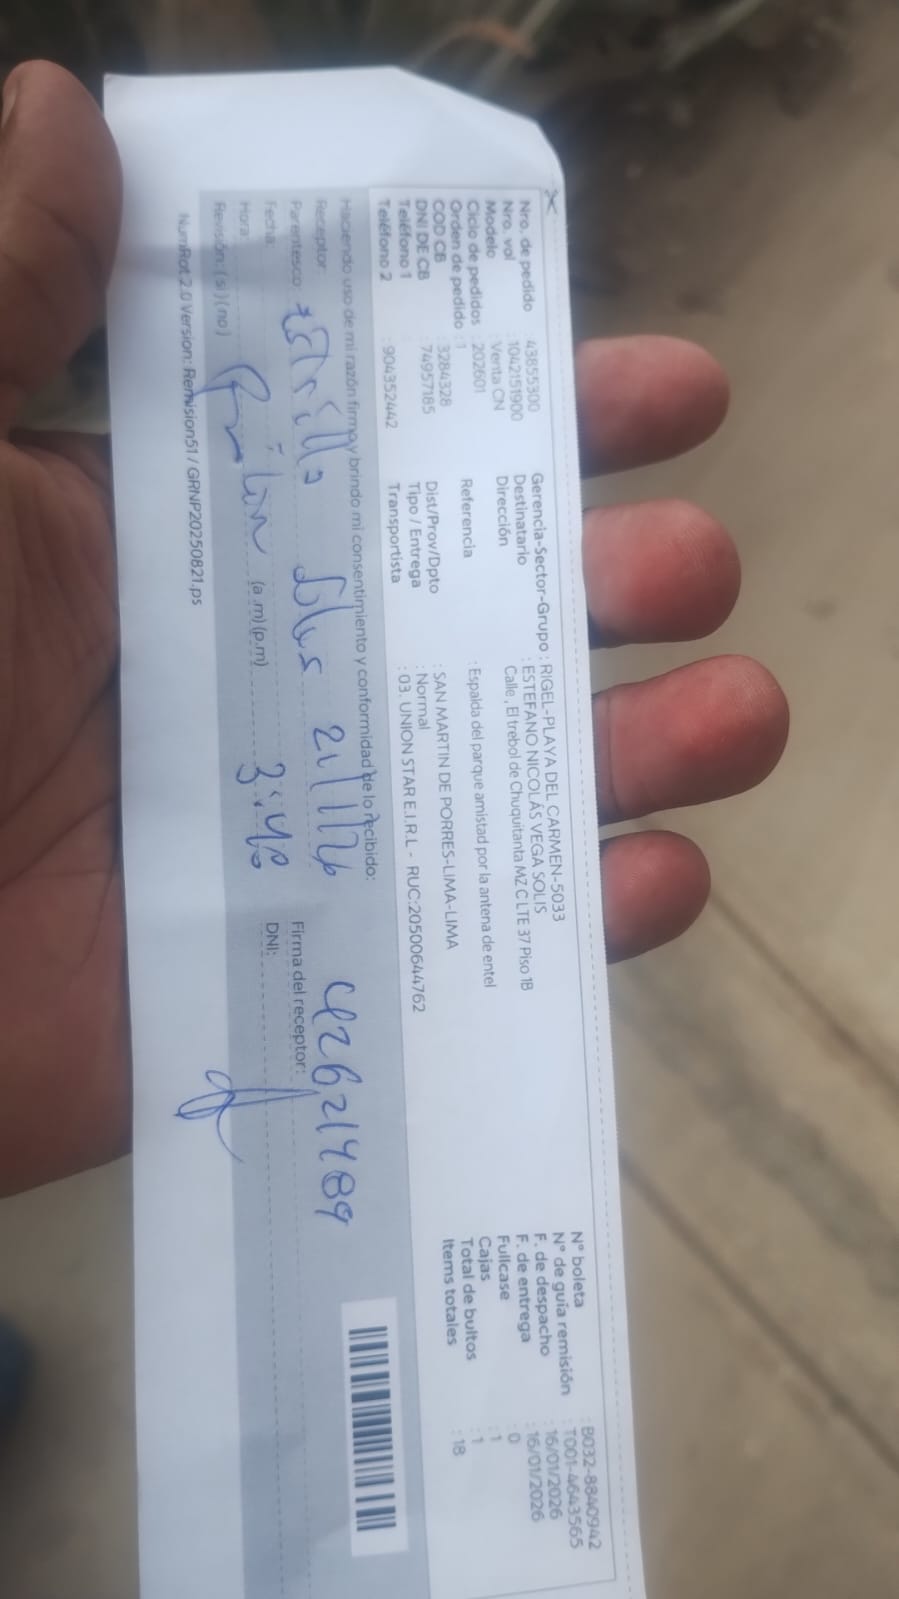 Nro. de pedido : 43855300
Nro. vol : 1042151900
Modelo : Venta CN
Ciclo de pedidos : 202601
Orden de pedido : 1
COD CB : 3284328
DNI DE CB : 74957185
Teléfono 1 :
Teléfono 2 : 904352442
Gerencia-Sector-Grupo : RIGEL-PLAYA DEL CARMEN-5033
Destinatario : ESTEFANO NICOLÁS VEGA SOLIS
Dirección Calle , El trebol de Chuquitanta MZ C LTE 37 Piso 1B
Referencia : Espalda del parque amistad por la antena de entel
Dist/Prov/Dpto : SAN MARTIN DE PORRES-LIMA-LIMA
Tipo / Entrega : Normal
Transportista : 03. UNION STAR E.I.R.L - RUC:20500644762
N° boleta : B032-8840942
N° de guía remisión : T001-4643565
F. de despacho : 16/01/2026
F. de entrega : 16/01/2026
Fullcase : 0
Cajas : 1
Total de bultos : 1
Items totales : 18
Haciendo uso de mi razón firmo y brindo mi consentimiento y conformidad de lo recibido:
Receptor: 21/1/26 42621489
Parentesco: Firma del receptor:
Fecha: DNI:
Hora: (a.m)(p.m) 3:40
Revisión: (si)(no)
NumRot 2.0 Version: Remision51 / GRNP20250821.ps